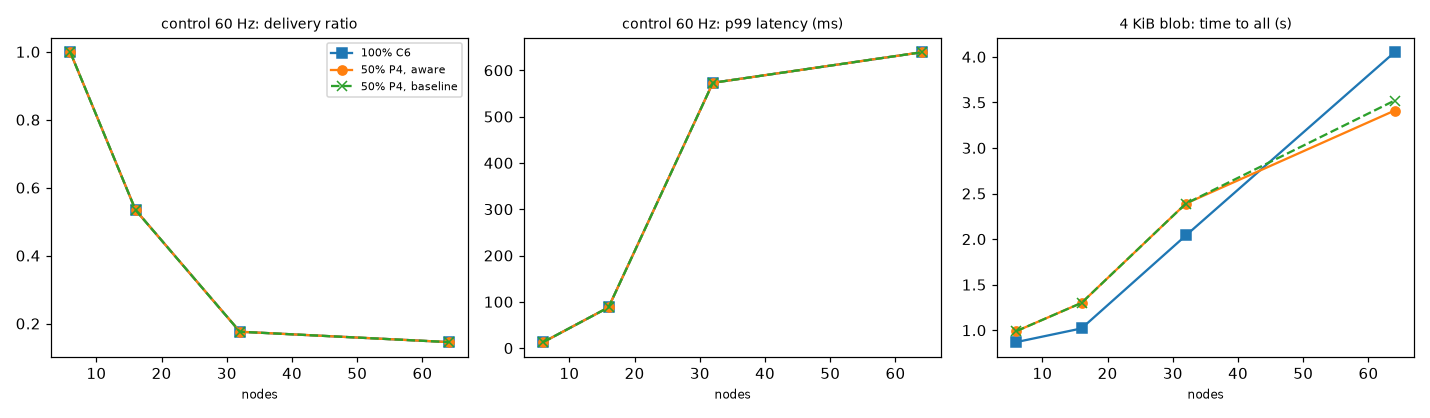 control 60 Hz: delivery ratio
1.0
0.8
0.6
0.4
0.2
10 20 30 40 50 60
nodes
100% C6
50% P4, aware
50% P4, baseline
control 60 Hz: p99 latency (ms)
600
500
400
300
200
100
0
10 20 30 40 50 60
nodes
4 KiB blob: time to all (s)
4.0
3.5
3.0
2.5
2.0
1.5
1.0
10 20 30 40 50 60
nodes